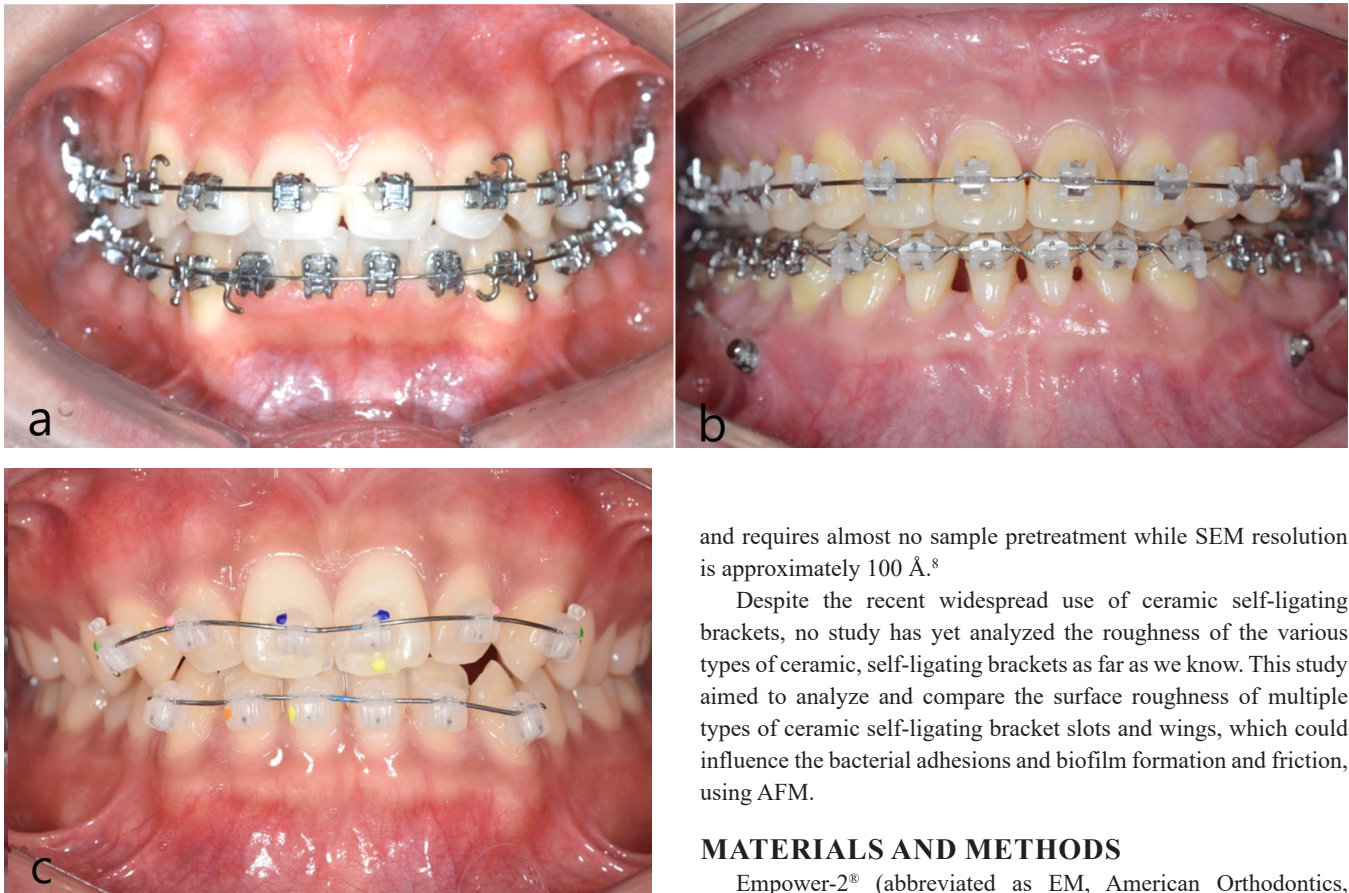 a
b
c
and requires almost no sample pretreatment while SEM resolution
is approximately 100 Å.⁸
Despite the recent widespread use of ceramic self-ligating
brackets, no study has yet analyzed the roughness of the various
types of ceramic, self-ligating brackets as far as we know. This study
aimed to analyze and compare the surface roughness of multiple
types of ceramic self-ligating bracket slots and wings, which could
influence the bacterial adhesions and biofilm formation and friction,
using AFM.
MATERIALS AND METHODS
Empower-2® (abbreviated as EM, American Orthodontics,